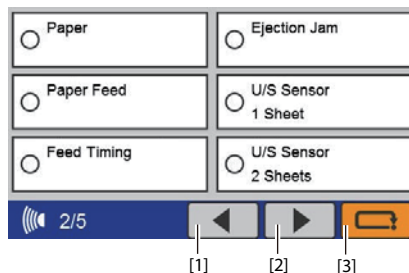 Paper
Ejection Jam
Paper Feed
U/S Sensor
1 Sheet
Feed Timing
U/S Sensor
2 Sheets
2/5
[1]
[2]
[3]